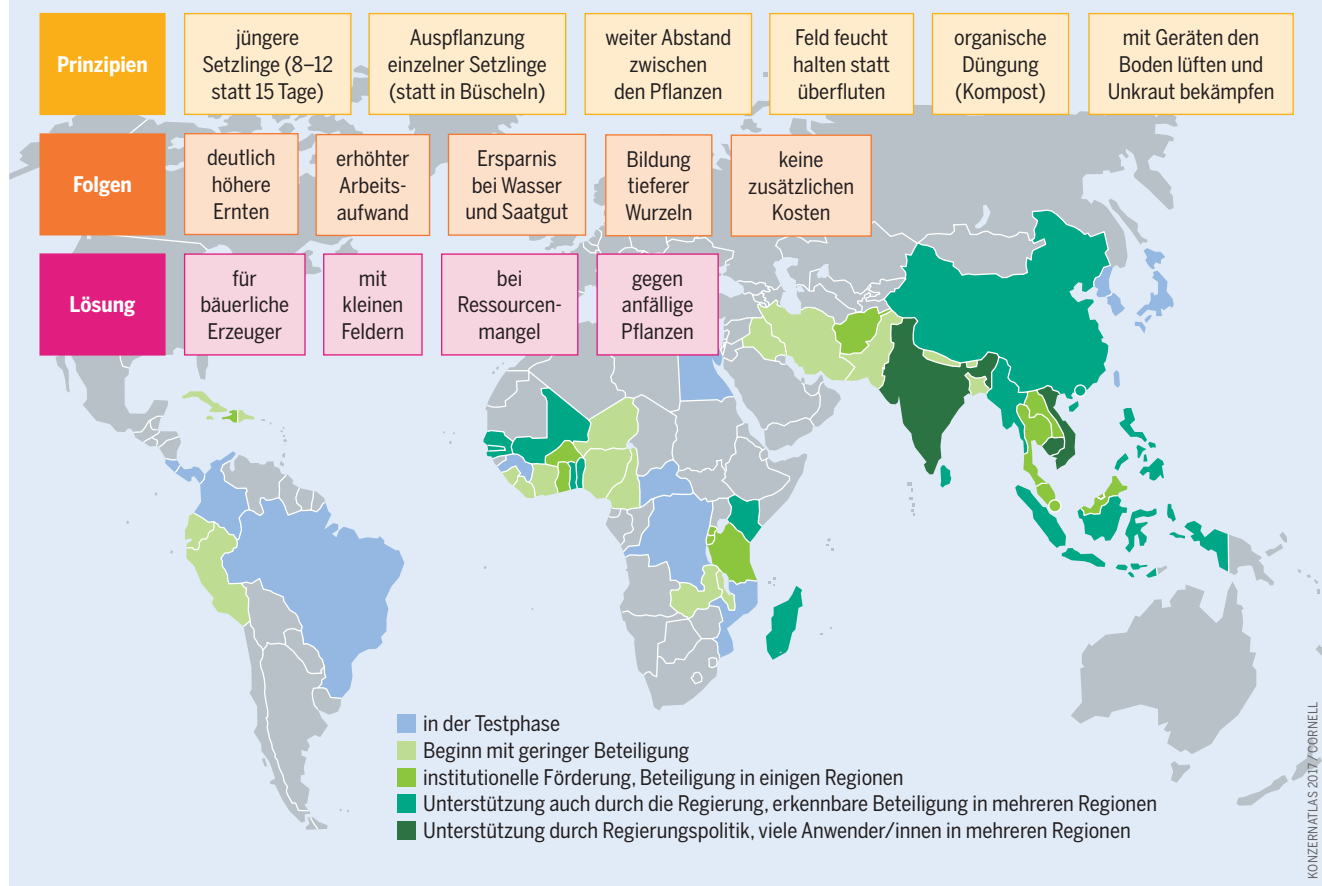 Prinzipien
jüngere
Setzlinge (8–12
statt 15 Tage)
Auspflanzung
einzelner Setzlinge
(statt in Büscheln)
weiter Abstand
zwischen
den Pflanzen
Feld feucht
halten statt
überfluten
organische
Düngung
(Kompost)
mit Geräten den
Boden lüften und
Unkraut bekämpfen
Folgen
deutlich
höhere
Ernten
erhöhter
Arbeits-
aufwand
Ersparnis
bei Wasser
und Saatgut
Bildung
tieferer
Wurzeln
keine
zusätzlichen
Kosten
Lösung
für
bäuerliche
Erzeuger
mit
kleinen
Feldern
bei
Ressourcen-
mangel
gegen
anfällige
Pflanzen
in der Testphase
Beginn mit geringer Beteiligung
institutionelle Förderung, Beteiligung in einigen Regionen
Unterstützung auch durch die Regierung, erkennbare Beteiligung in mehreren Regionen
Unterstützung durch Regierungspolitik, viele Anwender/innen in mehreren Regionen
KONZERNATLAS 2017 / CORNELL